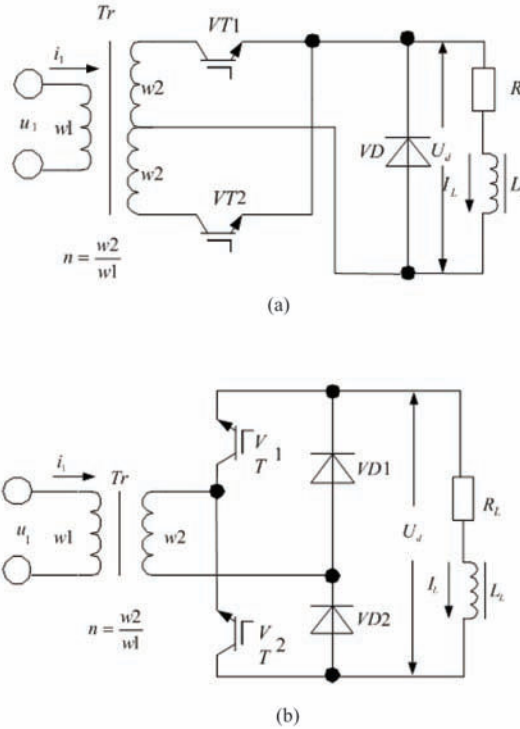 Tr
VT1
i1
u1
w1
w2
w2
VT2
VD
Ud
R
IL
L
n = w2/w1
(a)
V
T 1
i1
Tr
u1
w1
w2
VD1
Ud
RL
IL
LL
V
T 2
VD2
n = w2/w1
(b)